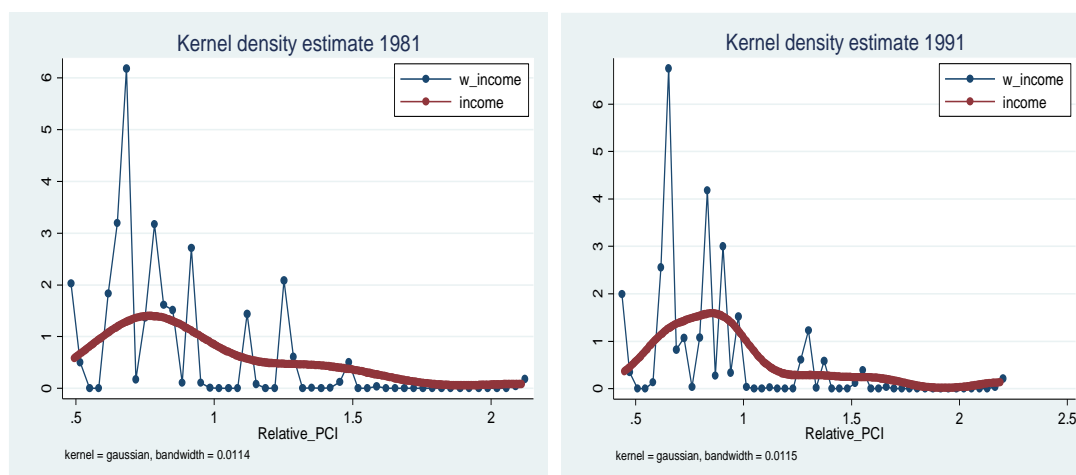 Kernel density estimate 1981
w_income
income
6
5
4
3
2
1
0
.5
1
1.5
2
Relative_PCI
kernel = gaussian, bandwidth = 0.0114
Kernel density estimate 1991
w_income
income
6
5
4
3
2
1
0
.5
1
1.5
2
2.5
Relative_PCI
kernel = gaussian, bandwidth = 0.0115